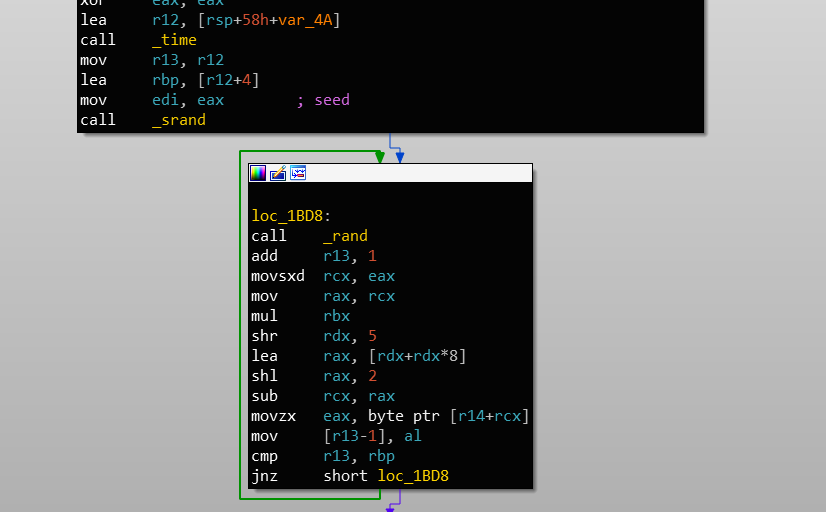 xor eax, eax
lea r12, [rsp+58h+var_4A]
call _time
mov r13, r12
lea rbp, [r12+4]
mov edi, eax ; seed
call _srand
loc_1BD8:
call _rand
add r13, 1
movsxd rcx, eax
mov rax, rcx
mul rbx
shr rdx, 5
lea rax, [rdx+rdx*8]
shl rax, 2
sub rcx, rax
movzx eax, byte ptr [r14+rcx]
mov [r13-1], al
cmp r13, rbp
jnz short loc_1BD8